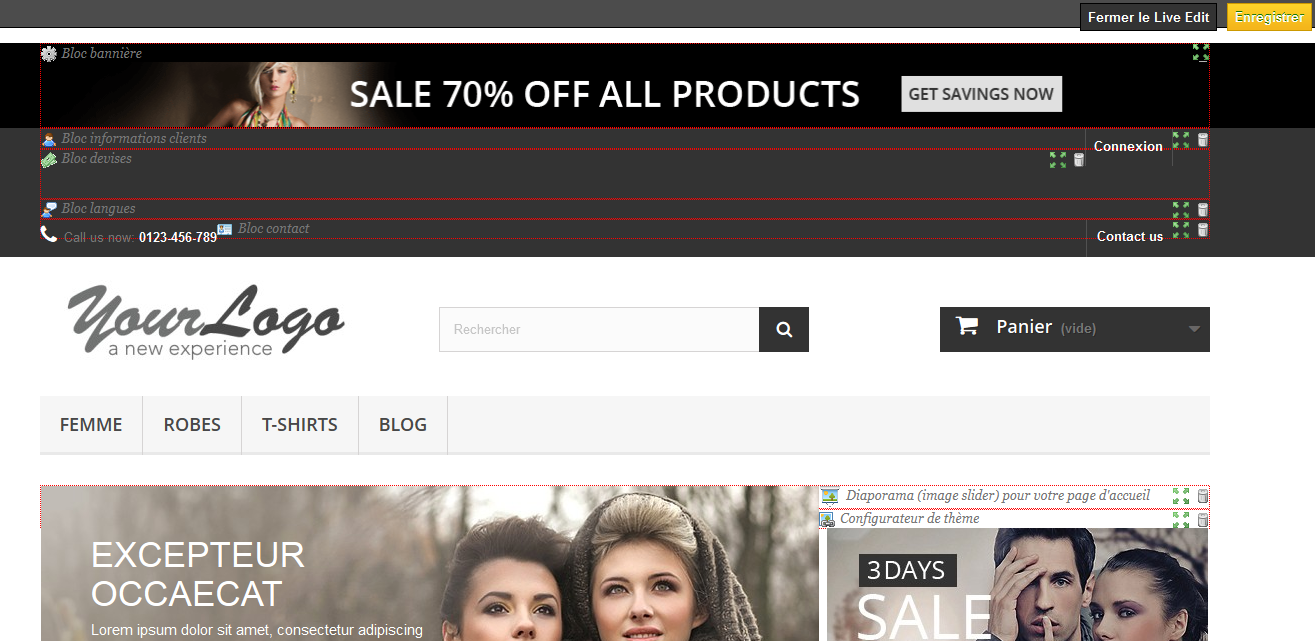 Fermer le Live Edit Enregistrer
Bloc bannière
SALE 70% OFF ALL PRODUCTS GET SAVINGS NOW
Bloc informations clients
Connexion
Bloc devises
Bloc langues
Call us now: 0123-456-789 Bloc contact Contact us
YourLogo
a new experience
Rechercher
Panier (vide)
FEMME ROBES T-SHIRTS BLOG
Diaporama (image slider) pour votre page d'accueil
Configurateur de thème
EXCEPTEUR
OCCAECAT
Lorem ipsum dolor sit amet, consectetur adipiscing
3 DAYS
SALE